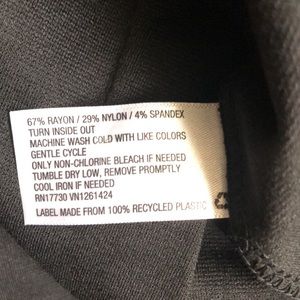 67% RAYON / 29% NYLON / 4% SPANDEX
TURN INSIDE OUT
MACHINE WASH COLD WITH LIKE COLORS
GENTLE CYCLE
ONLY NON-CHLORINE BLEACH IF NEEDED
TUMBLE DRY LOW, REMOVE PROMPTLY
COOL IRON IF NEEDED
RN17730 VN1261424
LABEL MADE FROM 100% RECYCLED PLASTIC